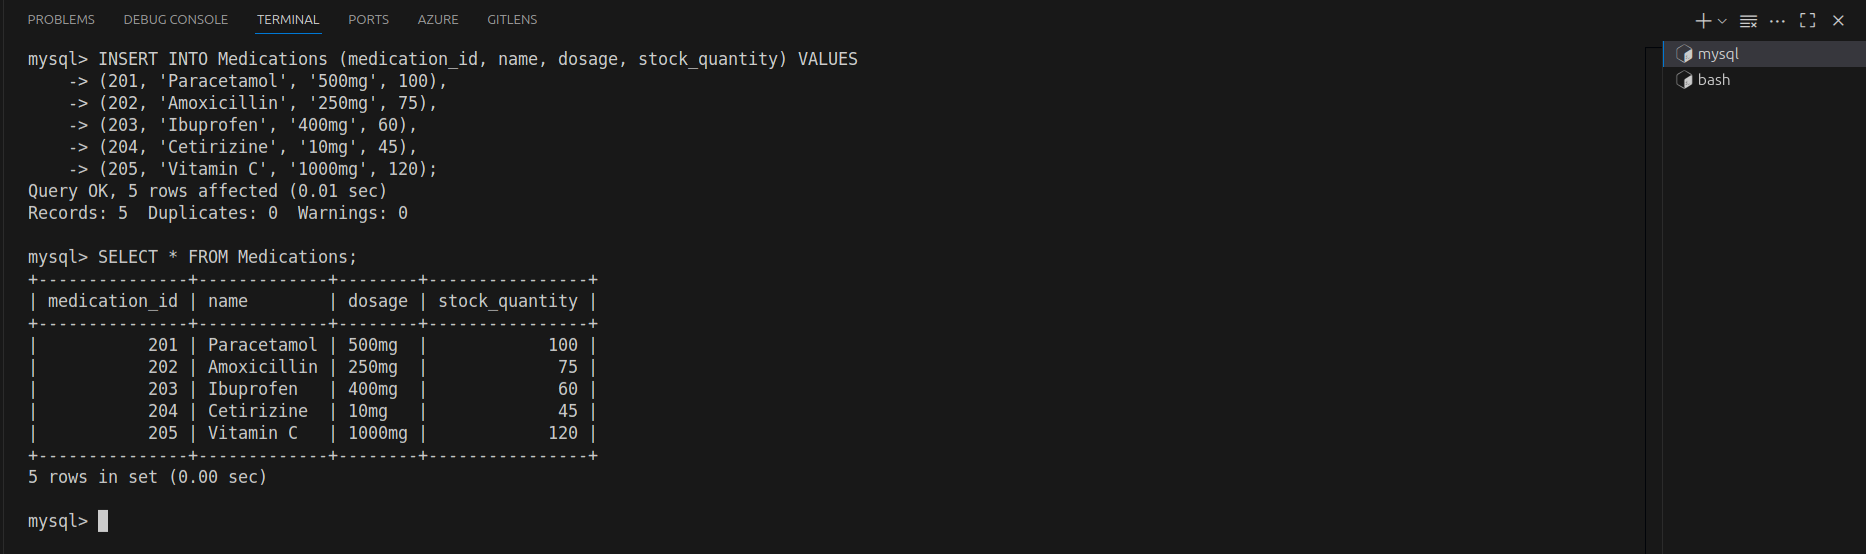 PROBLEMS DEBUG CONSOLE TERMINAL PORTS AZURE GITLENS
mysql> INSERT INTO Medications (medication_id, name, dosage, stock_quantity) VALUES
    -> (201, 'Paracetamol', '500mg', 100),
    -> (202, 'Amoxicillin', '250mg', 75),
    -> (203, 'Ibuprofen', '400mg', 60),
    -> (204, 'Cetirizine', '10mg', 45),
    -> (205, 'Vitamin C', '1000mg', 120);
Query OK, 5 rows affected (0.01 sec)
Records: 5  Duplicates: 0  Warnings: 0

mysql> SELECT * FROM Medications;
+---------------+-------------+--------+----------------+
| medication_id | name        | dosage | stock_quantity |
+---------------+-------------+--------+----------------+
|           201 | Paracetamol | 500mg  |            100 |
|           202 | Amoxicillin | 250mg  |             75 |
|           203 | Ibuprofen   | 400mg  |             60 |
|           204 | Cetirizine  | 10mg   |             45 |
|           205 | Vitamin C   | 1000mg |            120 |
+---------------+-------------+--------+----------------+
5 rows in set (0.00 sec)

mysql>
mysql
bash